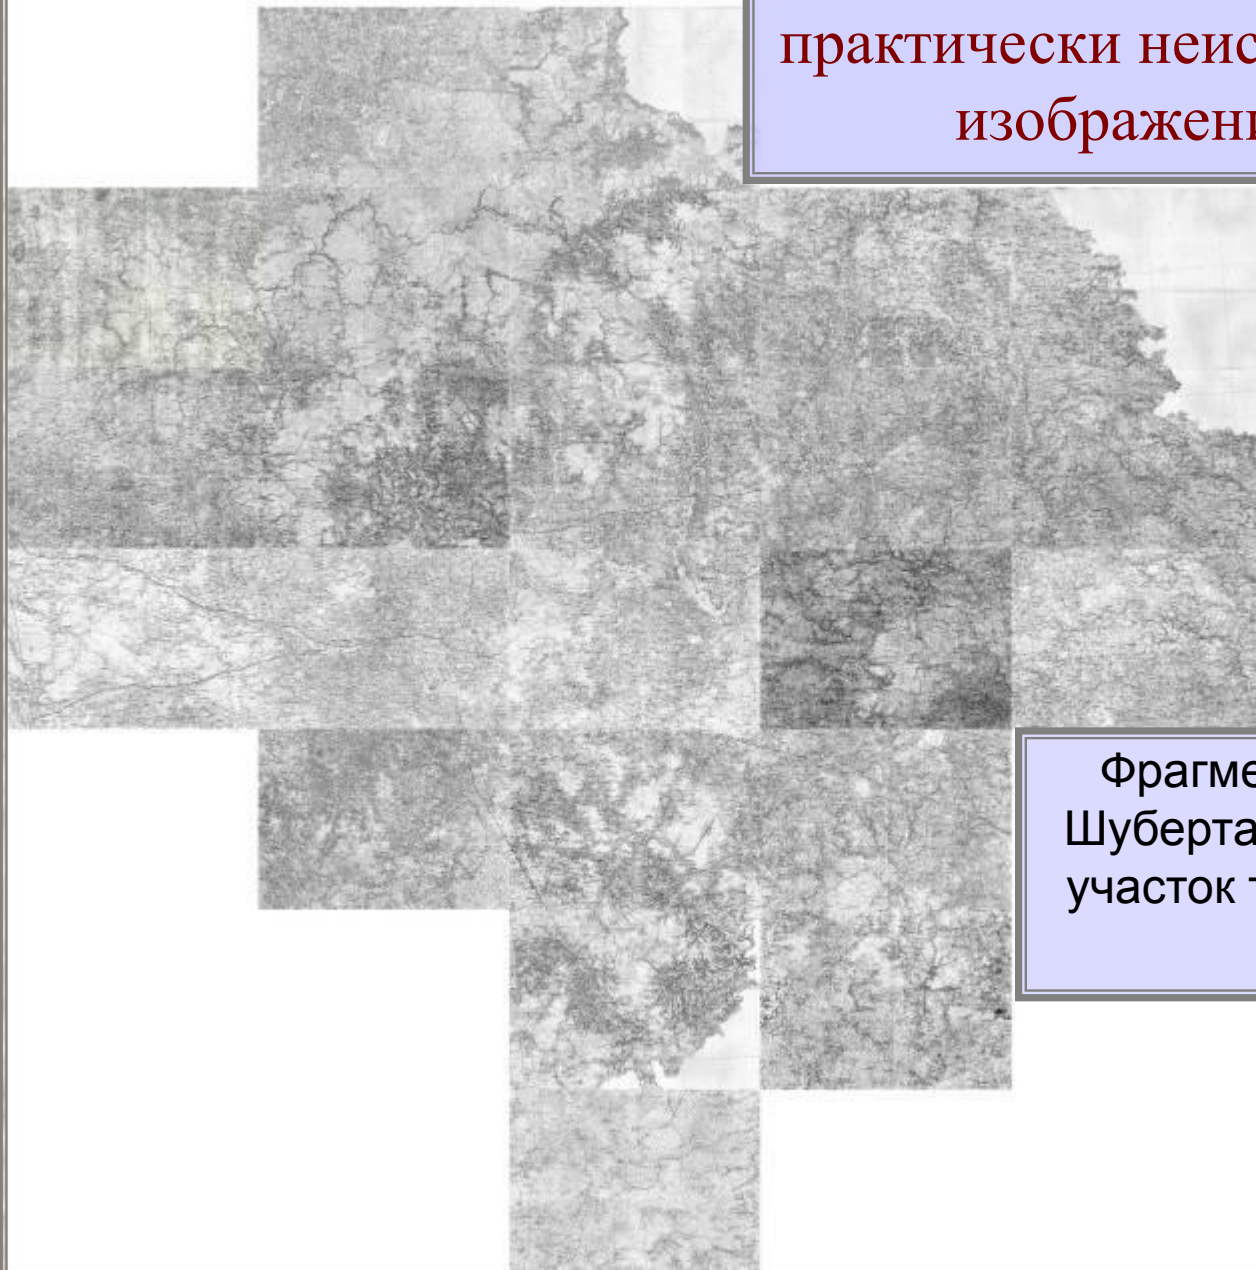 практически неис
изображен
Фрагме
Шуберта
участок